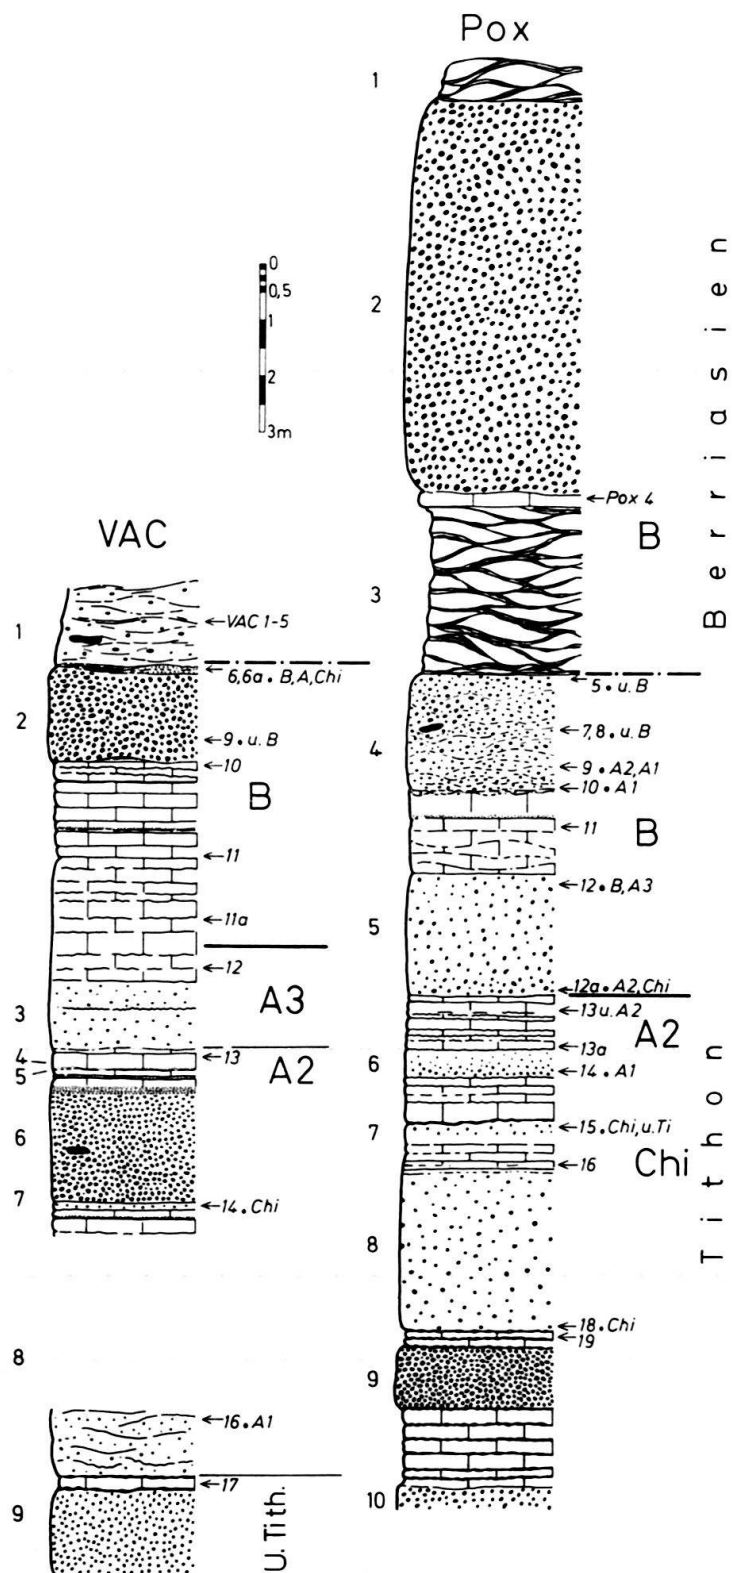 Pox
1
2
0
0,5
1
2
3m
←Pox 4
B
3
Berriasien
VAC
1
←VAC 1-5
←6,6a • B,A,Chi
2
←9 • u.B
←10
B
←11
←11a
←12
A3
3
4
←13
5
A2
6
7
←14 • Chi
8
←16 • A1
←17
9
U. Tith.
←5 • u.B
4
←7,8 • u.B
←9 • A2,A1
←10 • A1
←11
B
←12 • B,A3
5
←12a • A2,Chi
←13 u.A2
A2
←13a
6
←14 • A1
7
←15 • Chi,u.Ti
←16
Chi
8
←18 • Chi
←19
9
10
Tithon